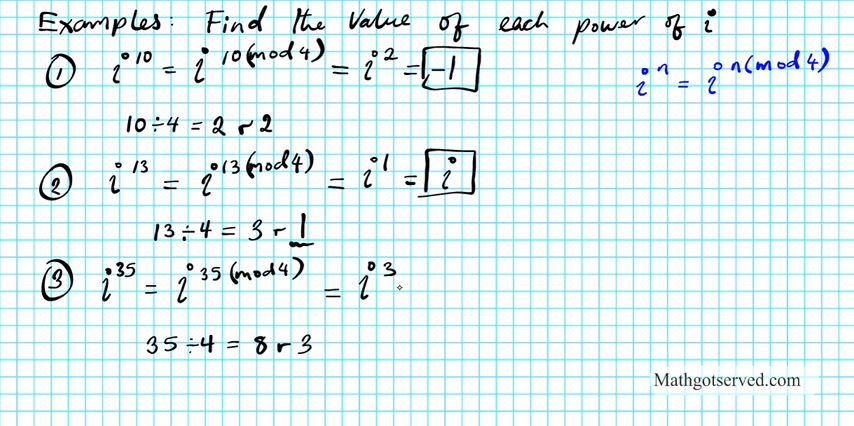 Examples: Find the Value of each power of i
① i^10 = i^10(mod 4) = i^2 = -1
i^n = i^n(mod 4)
10÷4 = 2 r 2
② i^13 = i^13(mod 4) = i^1 = i
13÷4 = 3 r 1
③ i^35 = i^35(mod 4) = i^3
35÷4 = 8 r 3
Mathgotserved.com